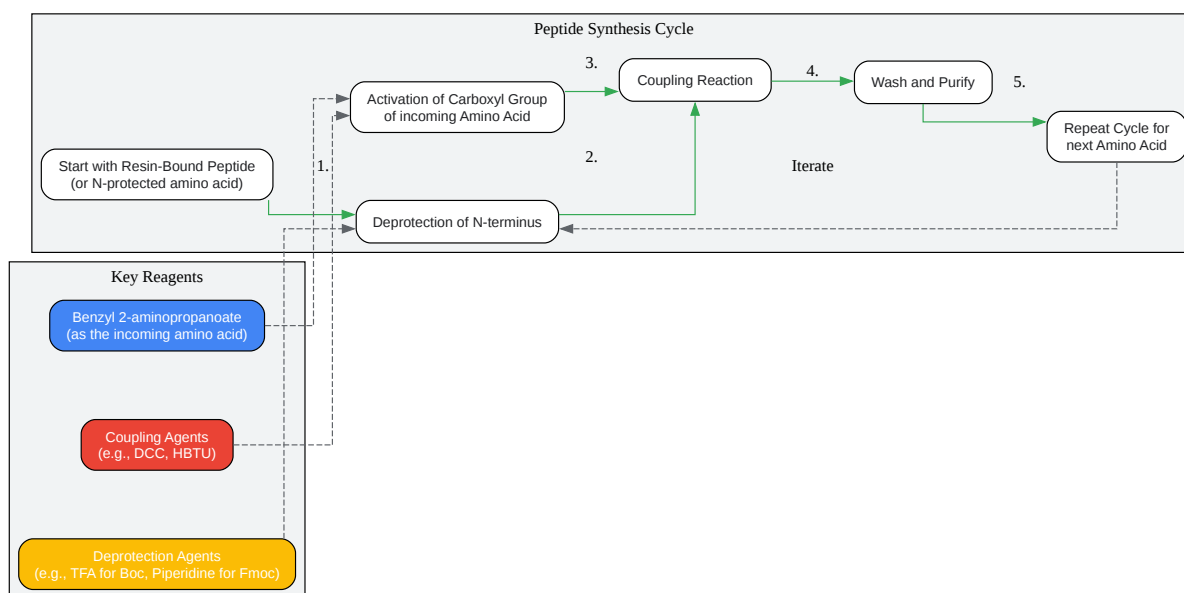 Peptide Synthesis Cycle
3.
Coupling Reaction
4.
Wash and Purify
5.
Activation of Carboxyl Group
of incoming Amino Acid
Repeat Cycle for
next Amino Acid
Start with Resin-Bound Peptide
(or N-protected amino acid)
1.
2.
Iterate
Deprotection of N-terminus
Key Reagents
Benzyl 2-aminopropanoate
(as the incoming amino acid)
Coupling Agents
(e.g., DCC, HBTU)
Deprotection Agents
(e.g., TFA for Boc, Piperidine for Fmoc)